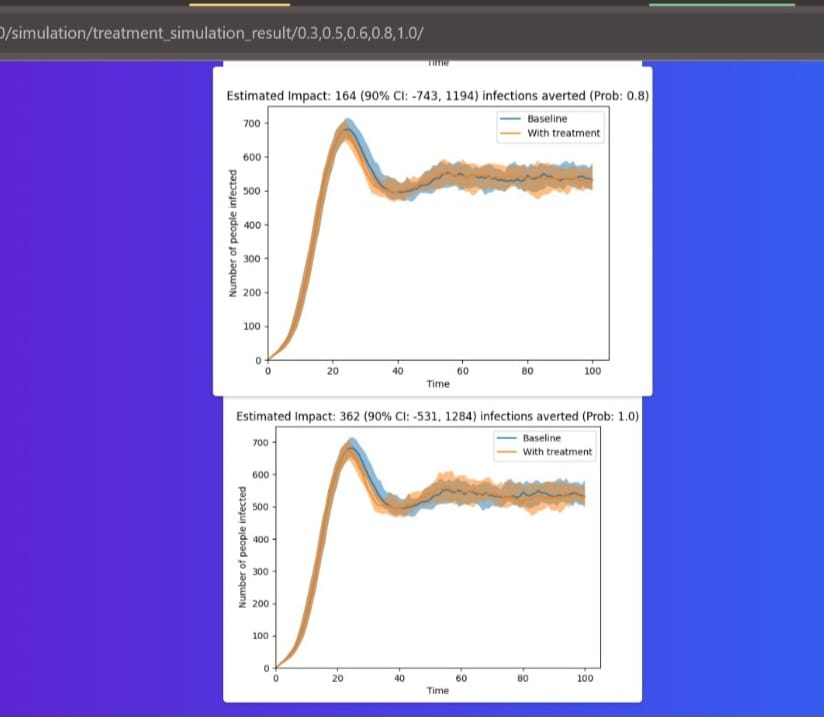 0/simulation/treatment_simulation_result/0.3,0.5,0.6,0.8,1.0/
Time
Estimated Impact: 164 (90% CI: -743, 1194) infections averted (Prob: 0.8)
Baseline
With treatment
Number of people infected
700
600
500
400
300
200
100
0
0 20 40 60 80 100
Time
Estimated Impact: 362 (90% CI: -531, 1284) infections averted (Prob: 1.0)
Baseline
With treatment
Number of people infected
700
600
500
400
300
200
100
0
0 20 40 60 80 100
Time